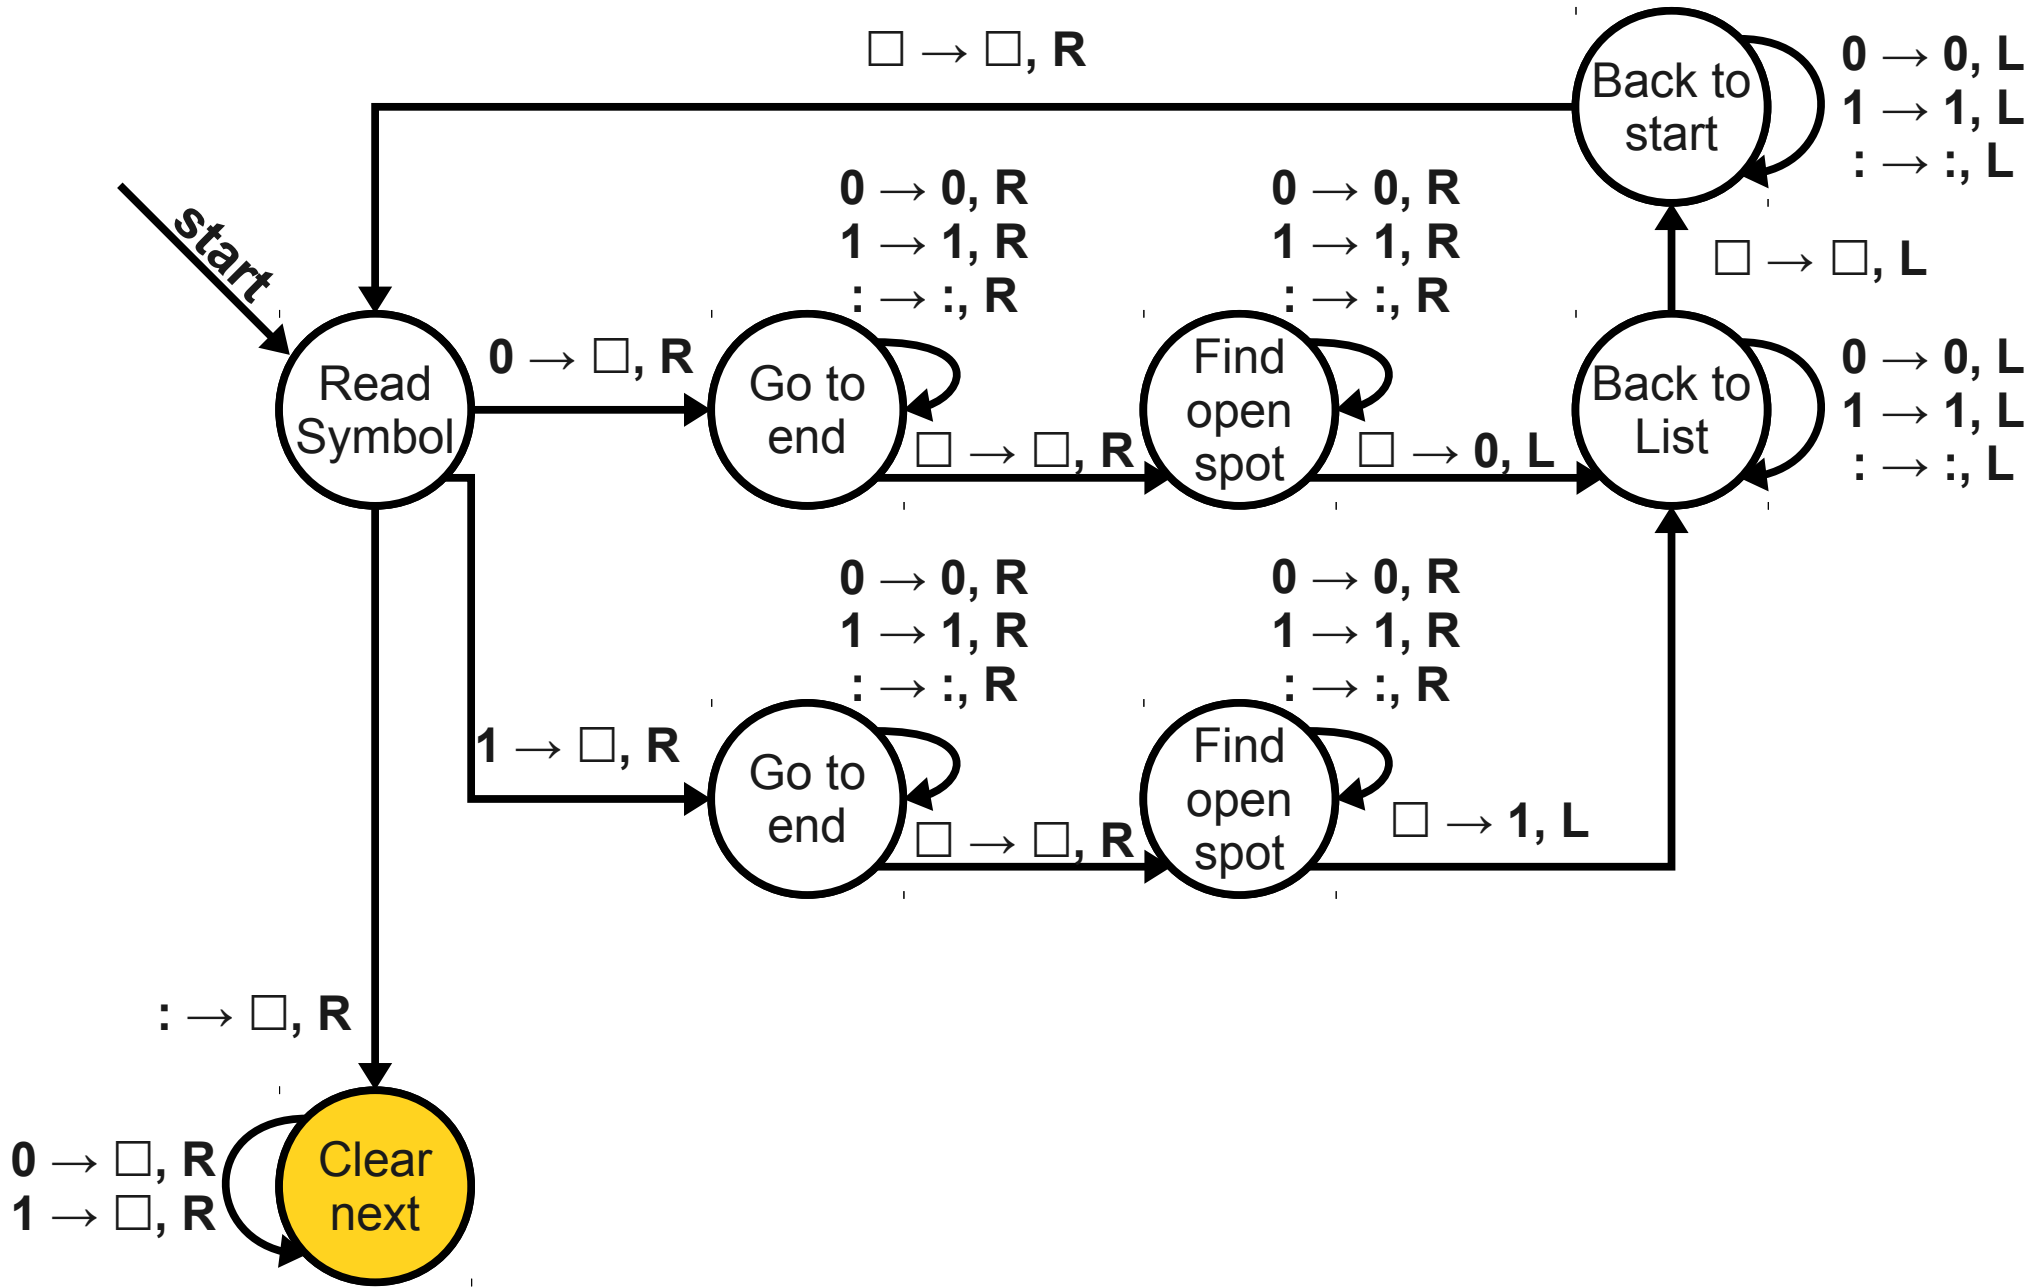 □ → □, R
Back to
start
0 → 0, L
1 → 1, L
: → :, L
start
0 → 0, R
1 → 1, R
: → :, R
0 → 0, R
1 → 1, R
: → :, R
□ → □, L
Read
Symbol
0 → □, R
Go to
end
□ → □, R
Find
open
spot
□ → 0, L
Back to
List
0 → 0, L
1 → 1, L
: → :, L
0 → 0, R
1 → 1, R
: → :, R
0 → 0, R
1 → 1, R
: → :, R
1 → □, R
Go to
end
□ → □, R
Find
open
spot
□ → 1, L
: → □, R
0 → □, R
1 → □, R
Clear
next